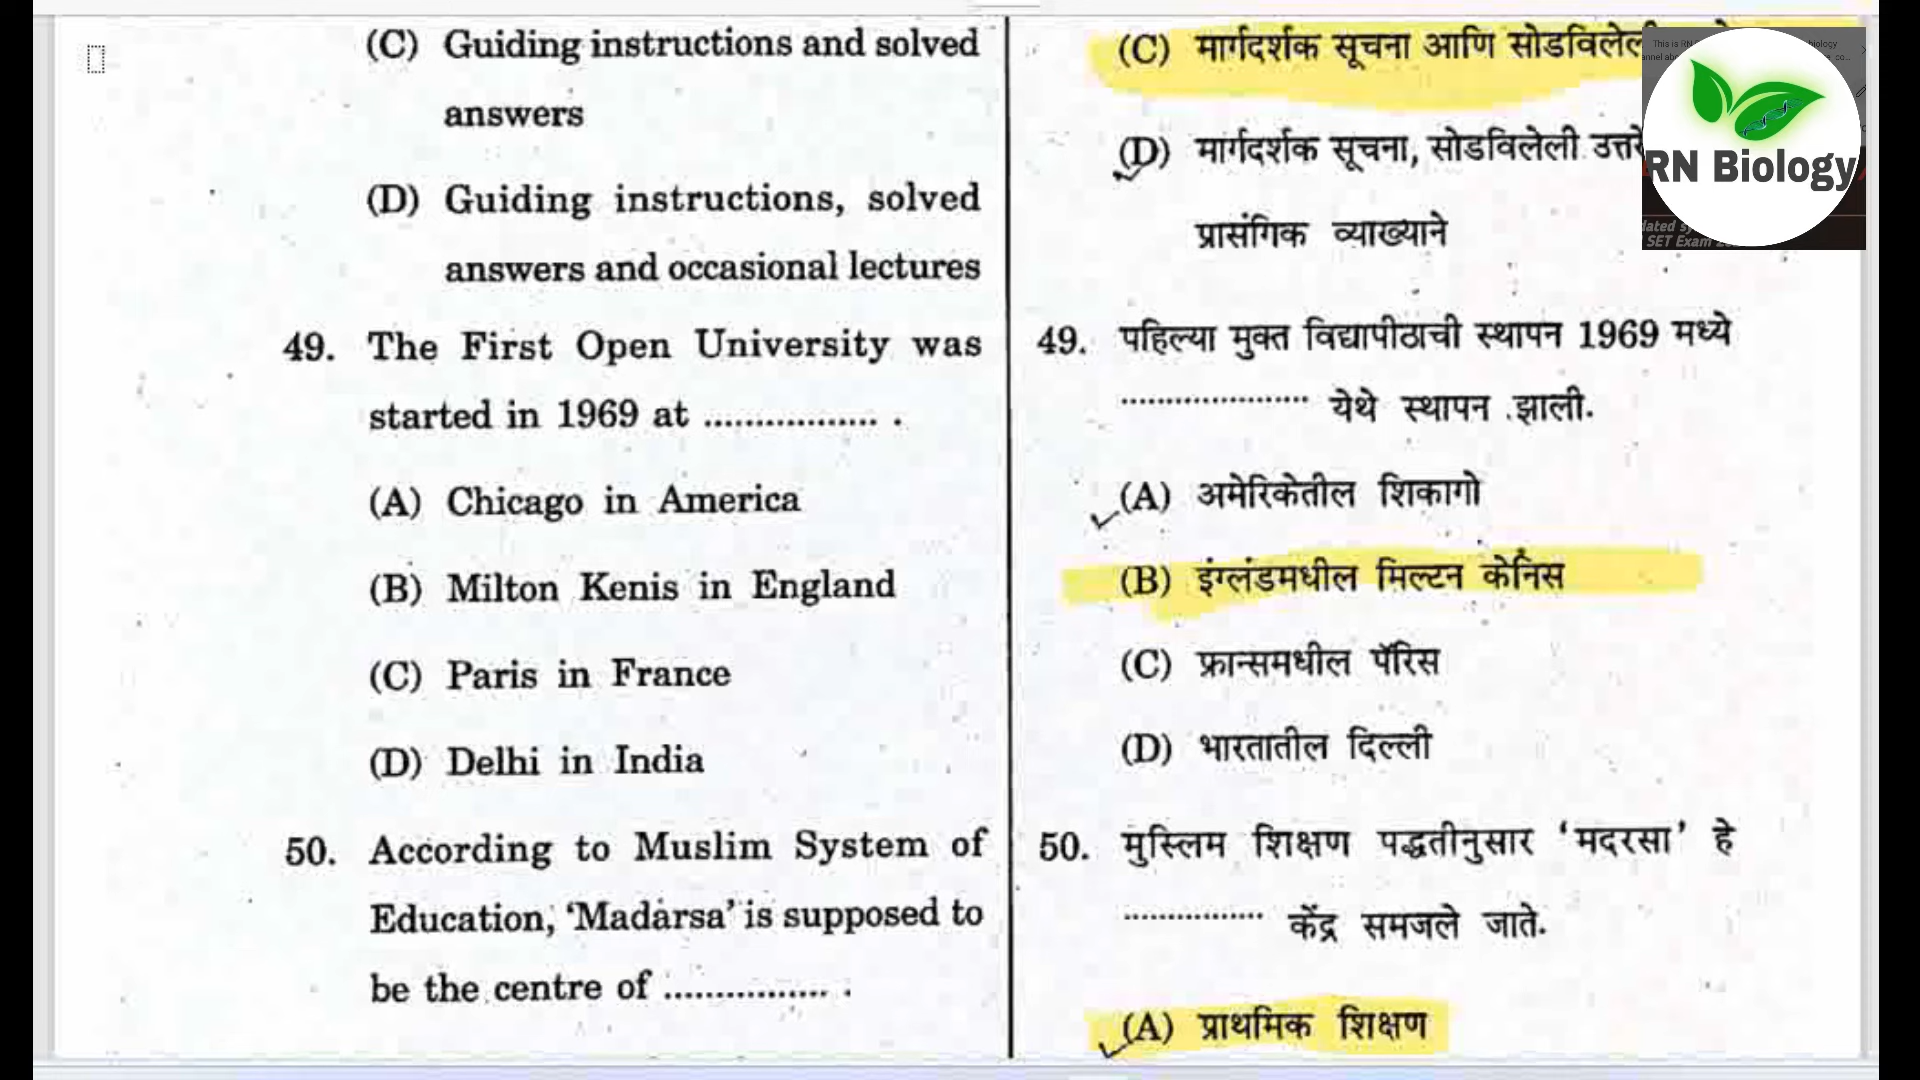 (C) Guiding instructions and solved
answers
(D) Guiding instructions, solved
answers and occasional lectures
49. The First Open University was
started in 1969 at ................. .
(A) Chicago in America
(B) Milton Kenis in England
(C) Paris in France
(D) Delhi in India
50. According to Muslim System of
Education, ‘Madarsa’ is supposed to
be the centre of ................ .
(C) मार्गदर्शक सूचना आणि
(D) मार्गदर्शक सूचना, सोडविलेली
प्रासंगिक व्याख्याने
49. पहिल्या मुक्त विद्यापीठाची स्थापन 1969 मध्ये
................... येथे स्थापन झाली.
(A) अमेरिकेतील शिकागो
(B) इंग्लंडमधील मिल्टन केनिस
(C) फ्रान्समधील पॅरिस
(D) भारतातील दिल्ली
50. मुस्लिम शिक्षण पद्धतीनुसार ‘मदरसा’ हे
................ केंद्र समजले जाते.
(A) प्राथमिक शिक्षण
RN Biology
SET Exam